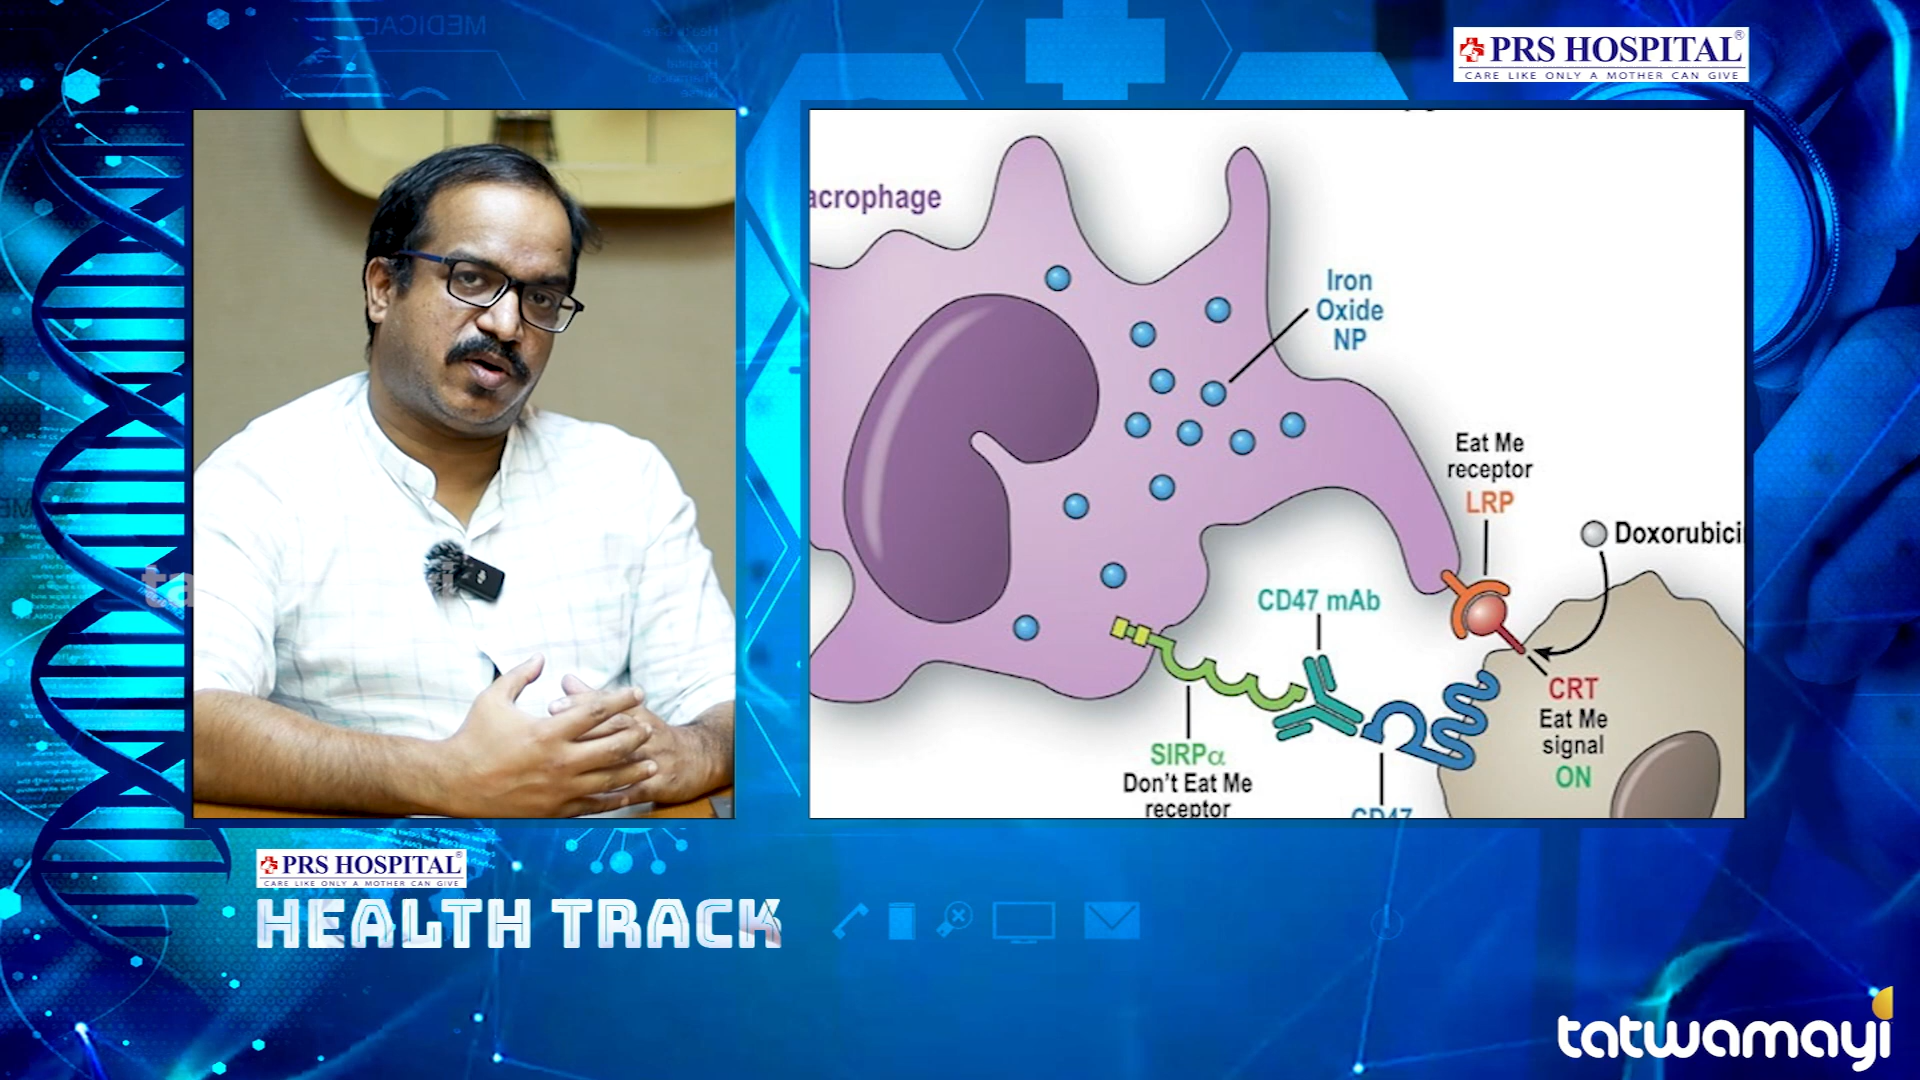 PRS HOSPITAL®
CARE LIKE ONLY A MOTHER CAN GIVE
acrophage
Iron
Oxide
NP
Eat Me
receptor
LRP
Doxorubici
CD47 mAb
CRT
Eat Me
signal
ON
SIRPα
Don't Eat Me
receptor
CD47
PRS HOSPITAL®
CARE LIKE ONLY A MOTHER CAN GIVE
HEALTH TRACK
tatwamayi
MEDICAL